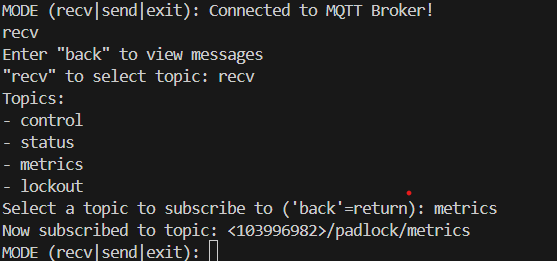 MODE (recv|send|exit): Connected to MQTT Broker!
recv
Enter "back" to view messages
"recv" to select topic: recv
Topics:
- control
- status
- metrics
- lockout
Select a topic to subscribe to ('back'=return): metrics
Now subscribed to topic: <103996982>/padlock/metrics
MODE (recv|send|exit):